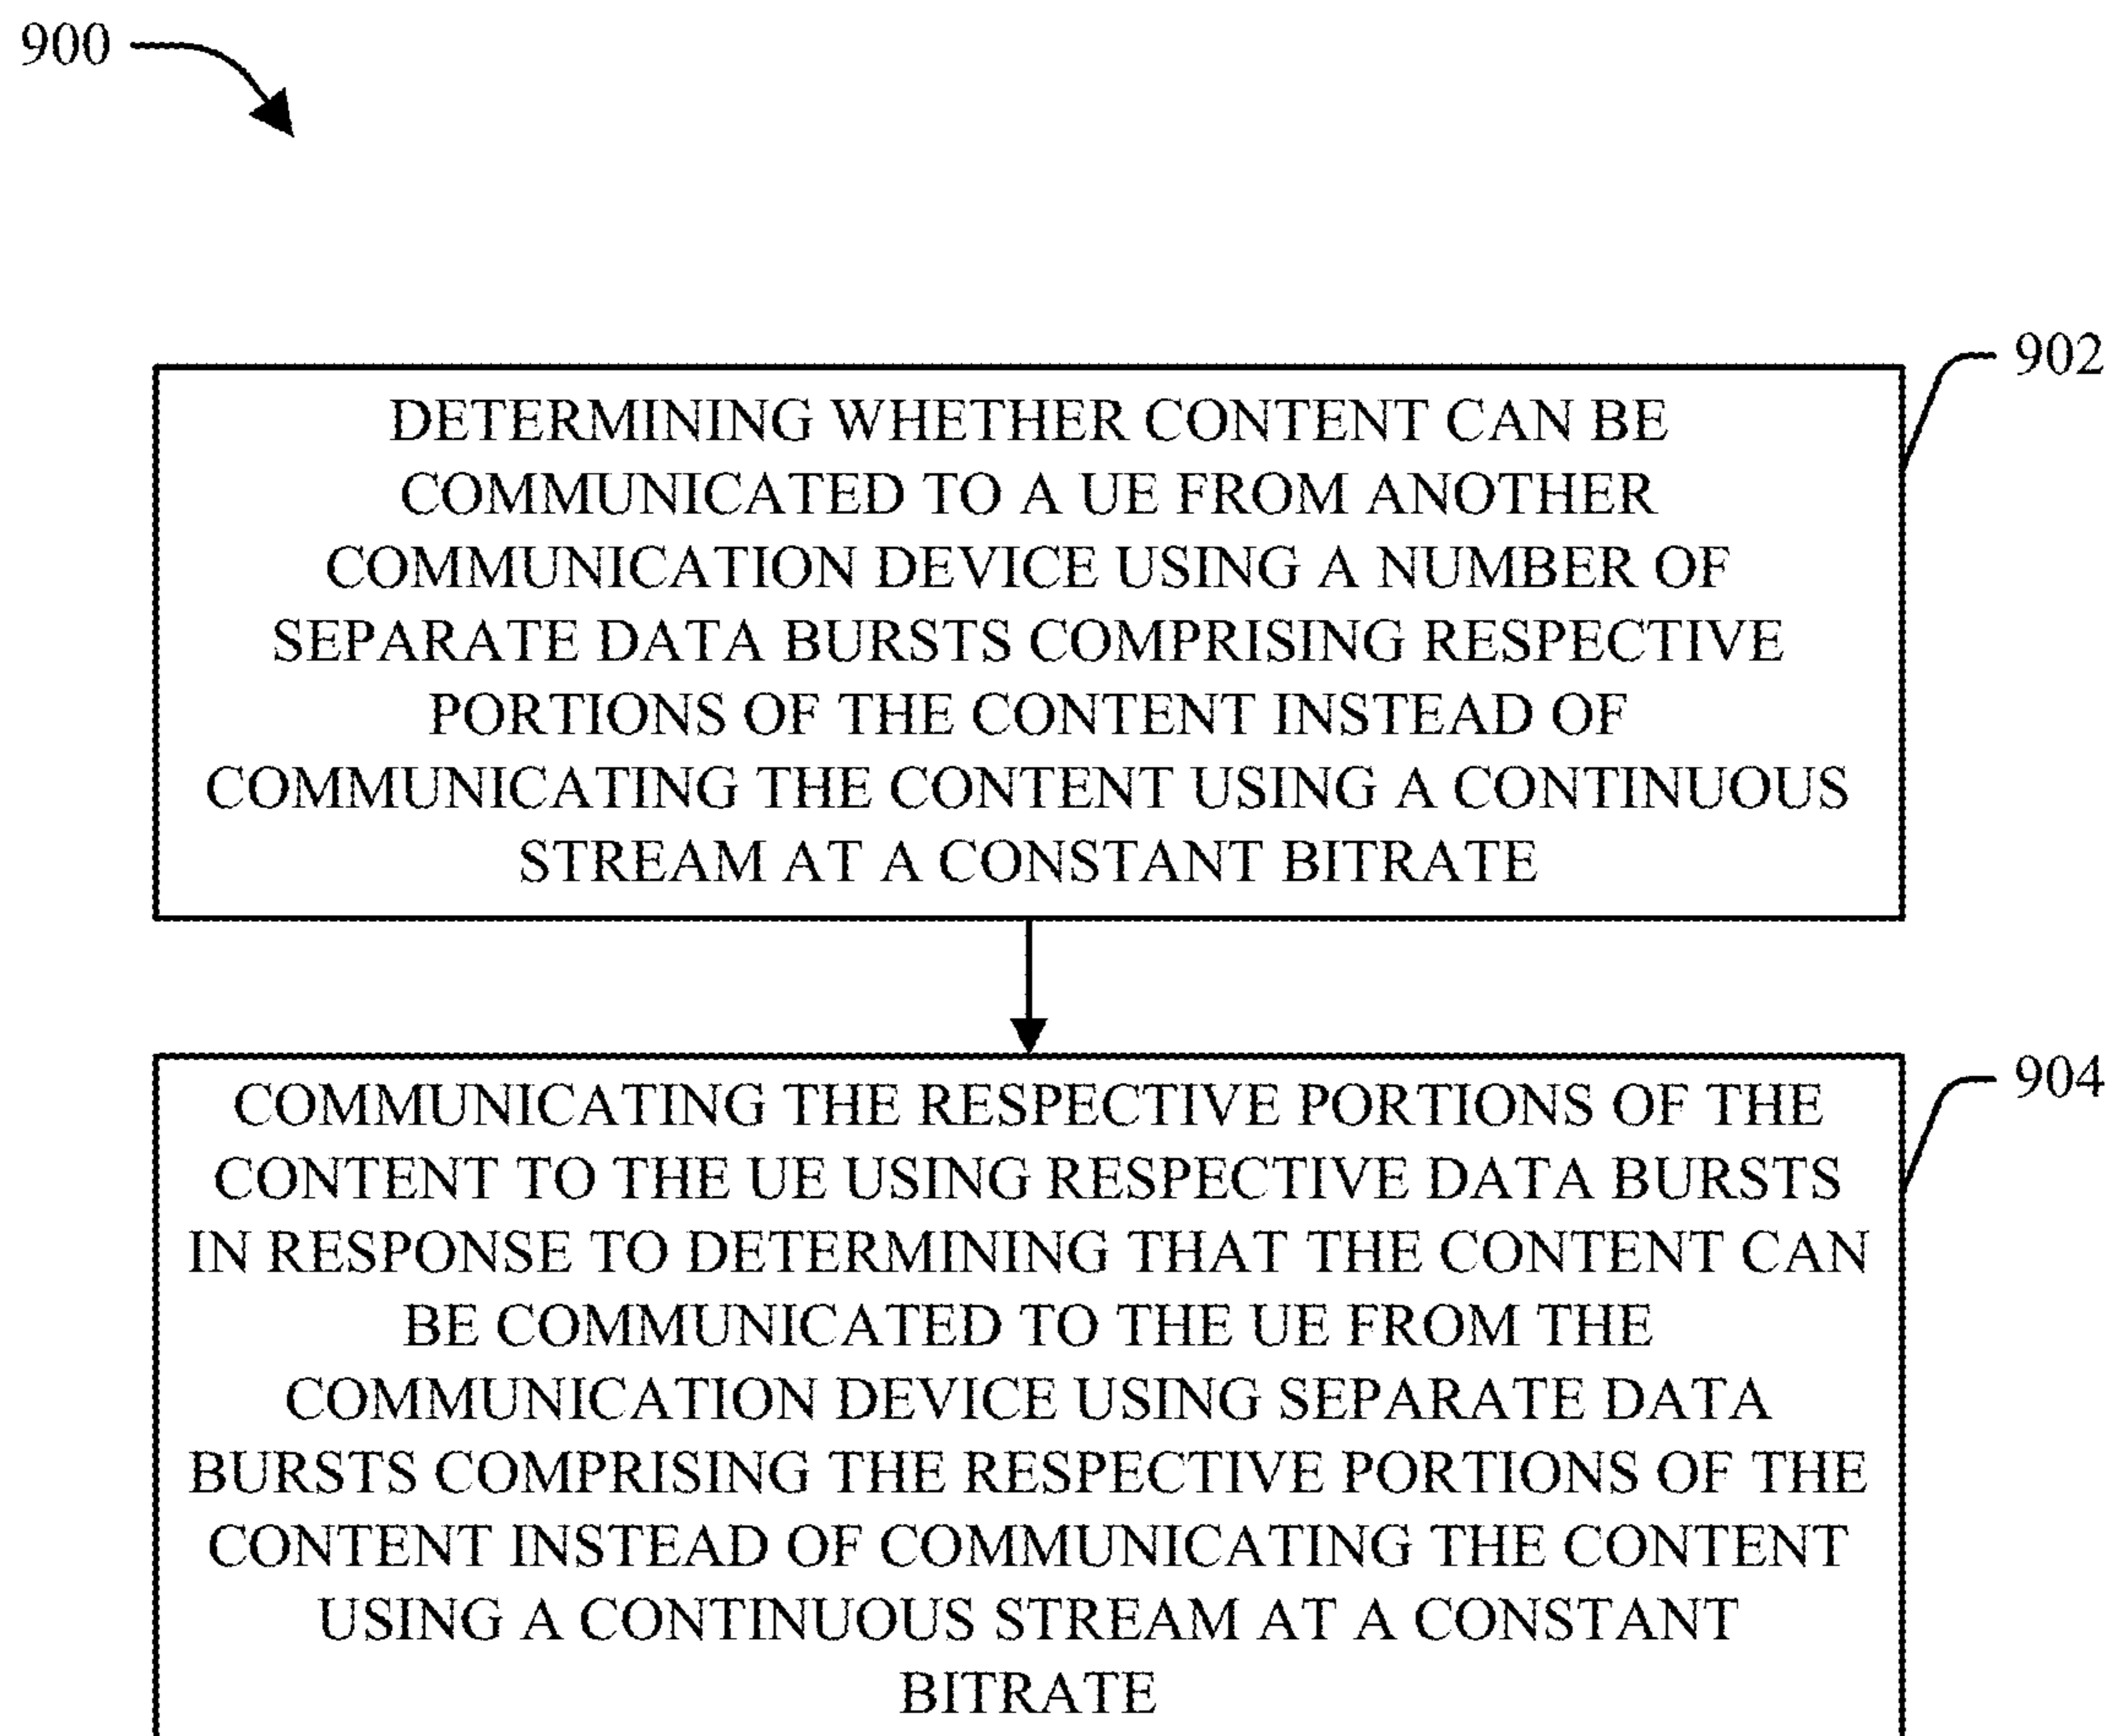 900
902
DETERMINING WHETHER CONTENT CAN BE
COMMUNICATED TO A UE FROM ANOTHER
COMMUNICATION DEVICE USING A NUMBER OF
SEPARATE DATA BURSTS COMPRISING RESPECTIVE
PORTIONS OF THE CONTENT INSTEAD OF
COMMUNICATING THE CONTENT USING A CONTINUOUS
STREAM AT A CONSTANT BITRATE
904
COMMUNICATING THE RESPECTIVE PORTIONS OF THE
CONTENT TO THE UE USING RESPECTIVE DATA BURSTS
IN RESPONSE TO DETERMINING THAT THE CONTENT CAN
BE COMMUNICATED TO THE UE FROM THE
COMMUNICATION DEVICE USING SEPARATE DATA
BURSTS COMPRISING THE RESPECTIVE PORTIONS OF THE
CONTENT INSTEAD OF COMMUNICATING THE CONTENT
USING A CONTINUOUS STREAM AT A CONSTANT
BITRATE